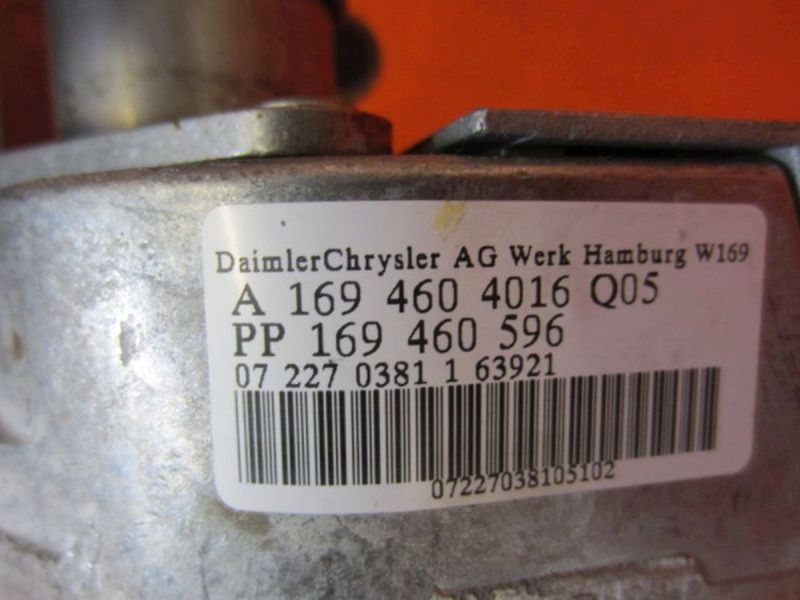 DaimlerChrysler AG Werk Hamburg W169
A 169 460 4016 Q05
PP 169 460 596
07 227 0381 1 63921
07227038105102